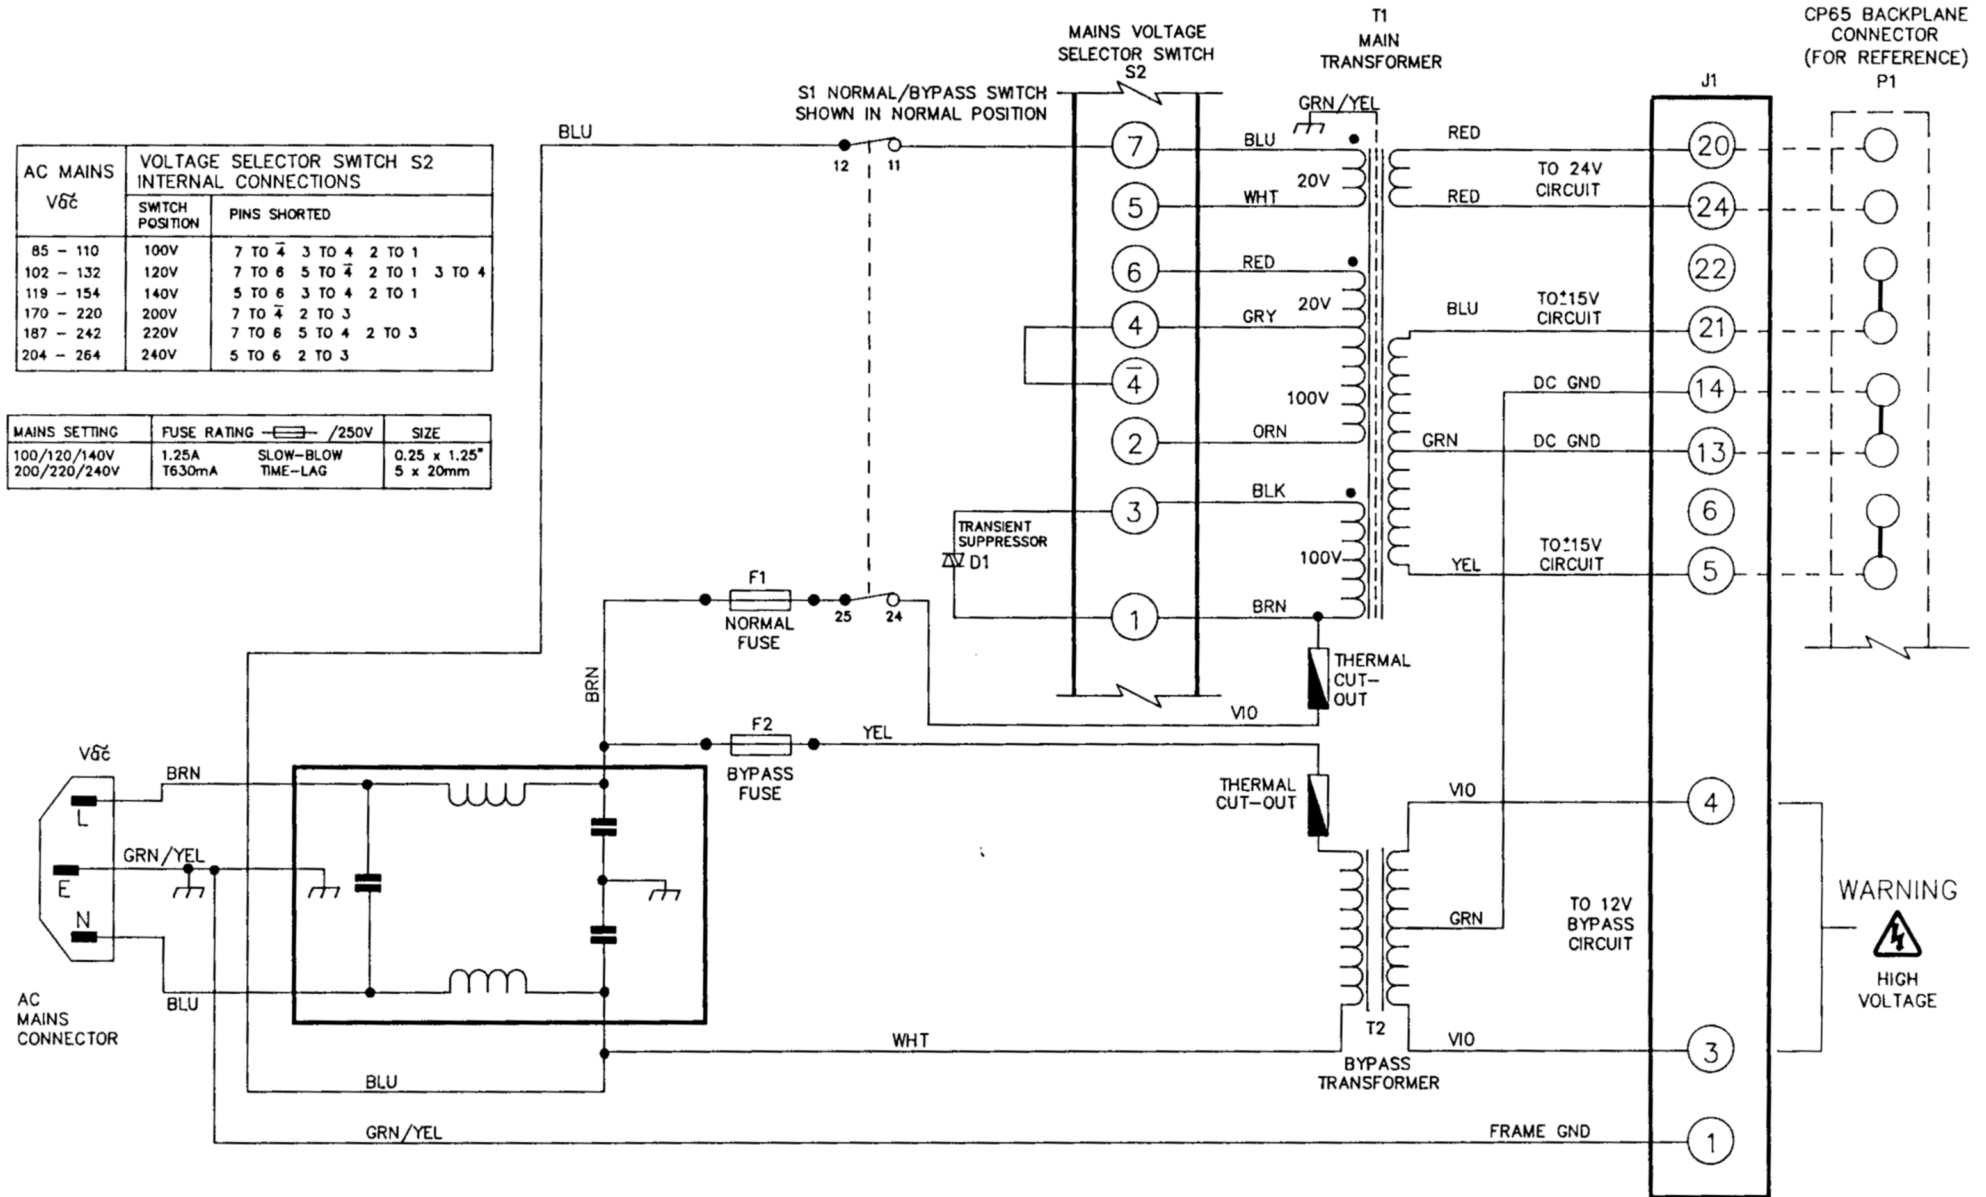 CP65 BACKPLANE
CONNECTOR
(FOR REFERENCE)
P1
T1
MAIN
TRANSFORMER
MAINS VOLTAGE
SELECTOR SWITCH
S2
J1
S1 NORMAL/BYPASS SWITCH
SHOWN IN NORMAL POSITION
GRN/YEL
BLU
12
11
7
BLU
20V
WHT
5
RED
20
TO 24V
CIRCUIT
RED
24
AC MAINS
VOLTAGE SELECTOR SWITCH S2
INTERNAL CONNECTIONS
SWITCH
POSITION
PINS SHORTED
85 – 110 100V 7 TO 4̅ 3 TO 4 2 TO 1
102 – 132 120V 7 TO 6 5 TO 4̅ 2 TO 1 3 TO 4
119 – 154 140V 5 TO 6 3 TO 4 2 TO 1
170 – 220 200V 7 TO 4̅ 2 TO 3
187 – 242 220V 7 TO 6 5 TO 4 2 TO 3
204 – 264 240V 5 TO 6 2 TO 3
MAINS SETTING FUSE RATING /250V SIZE
100/120/140V 1.25A SLOW–BLOW 0.25 x 1.25"
200/220/240V T630mA TIME–LAG 5 x 20mm
6
RED
20V
4
GRY
4̅
100V
2
ORN
3
BLK
100V
1
BRN
22
BLU
TO±15V
CIRCUIT
21
DC GND
14
GRN
DC GND
13
6
TO±15V
CIRCUIT
YEL
5
TRANSIENT
SUPPRESSOR
D1
F1
NORMAL
FUSE
25
24
BRN
THERMAL
CUT–
OUT
VIO
F2
BYPASS
FUSE
YEL
THERMAL
CUT–OUT
VIO
4
GRN
TO 12V
BYPASS
CIRCUIT
VIO
3
T2
BYPASS
TRANSFORMER
WARNING
HIGH
VOLTAGE
BRN
L
GRN/YEL
E
N
BLU
AC
MAINS
CONNECTOR
WHT
BLU
GRN/YEL
FRAME GND
1